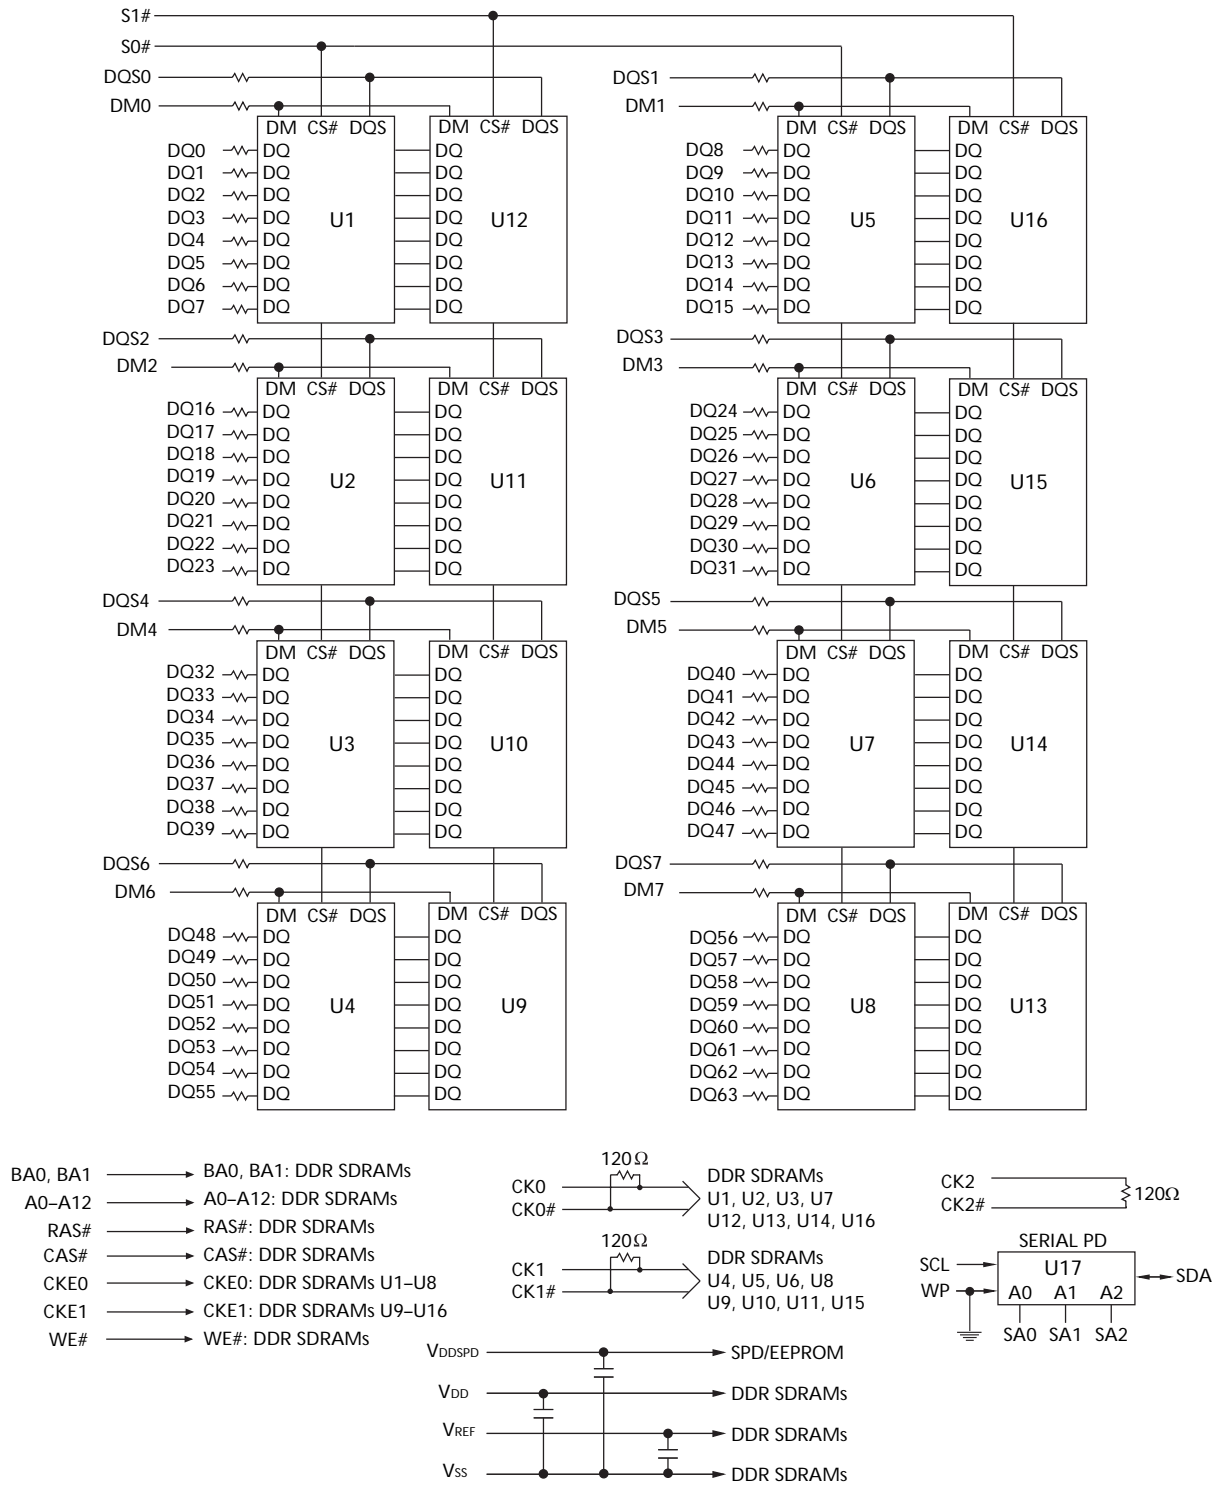 S1#
S0#
DQS0
DM0
DM CS# DQS
DM CS# DQS
DQ0 DQ DQ
DQ1 DQ DQ
DQ2 DQ DQ
DQ3 DQ U1 DQ U12
DQ4 DQ DQ
DQ5 DQ DQ
DQ6 DQ DQ
DQ7 DQ DQ
DQS1
DM1
DM CS# DQS
DM CS# DQS
DQ8 DQ DQ
DQ9 DQ DQ
DQ10 DQ DQ
DQ11 DQ U5 DQ U16
DQ12 DQ DQ
DQ13 DQ DQ
DQ14 DQ DQ
DQ15 DQ DQ
DQS2
DM2
DM CS# DQS
DM CS# DQS
DQ16 DQ DQ
DQ17 DQ DQ
DQ18 DQ DQ
DQ19 DQ U2 DQ U11
DQ20 DQ DQ
DQ21 DQ DQ
DQ22 DQ DQ
DQ23 DQ DQ
DQS3
DM3
DM CS# DQS
DM CS# DQS
DQ24 DQ DQ
DQ25 DQ DQ
DQ26 DQ DQ
DQ27 DQ U6 DQ U15
DQ28 DQ DQ
DQ29 DQ DQ
DQ30 DQ DQ
DQ31 DQ DQ
DQS4
DM4
DM CS# DQS
DM CS# DQS
DQ32 DQ DQ
DQ33 DQ DQ
DQ34 DQ DQ
DQ35 DQ U3 DQ U10
DQ36 DQ DQ
DQ37 DQ DQ
DQ38 DQ DQ
DQ39 DQ DQ
DQS5
DM5
DM CS# DQS
DM CS# DQS
DQ40 DQ DQ
DQ41 DQ DQ
DQ42 DQ DQ
DQ43 DQ U7 DQ U14
DQ44 DQ DQ
DQ45 DQ DQ
DQ46 DQ DQ
DQ47 DQ DQ
DQS6
DM6
DM CS# DQS
DM CS# DQS
DQ48 DQ DQ
DQ49 DQ DQ
DQ50 DQ DQ
DQ51 DQ U4 DQ U9
DQ52 DQ DQ
DQ53 DQ DQ
DQ54 DQ DQ
DQ55 DQ DQ
DQS7
DM7
DM CS# DQS
DM CS# DQS
DQ56 DQ DQ
DQ57 DQ DQ
DQ58 DQ DQ
DQ59 DQ U8 DQ U13
DQ60 DQ DQ
DQ61 DQ DQ
DQ62 DQ DQ
DQ63 DQ DQ
BA0, BA1 BA0, BA1: DDR SDRAMs
A0–A12 A0–A12: DDR SDRAMs
RAS# RAS#: DDR SDRAMs
CAS# CAS#: DDR SDRAMs
CKE0 CKE0: DDR SDRAMs U1–U8
CKE1 CKE1: DDR SDRAMs U9–U16
WE# WE#: DDR SDRAMs
120Ω
CK0
CK0#
DDR SDRAMs
U1, U2, U3, U7
U12, U13, U14, U16
120Ω
CK1
CK1#
DDR SDRAMs
U4, U5, U6, U8
U9, U10, U11, U15
CK2
CK2#
120Ω
SERIAL PD
SCL U17 SDA
WP A0 A1 A2
SA0 SA1 SA2
VDDSPD SPD/EEPROM
VDD DDR SDRAMs
VREF DDR SDRAMs
VSS DDR SDRAMs